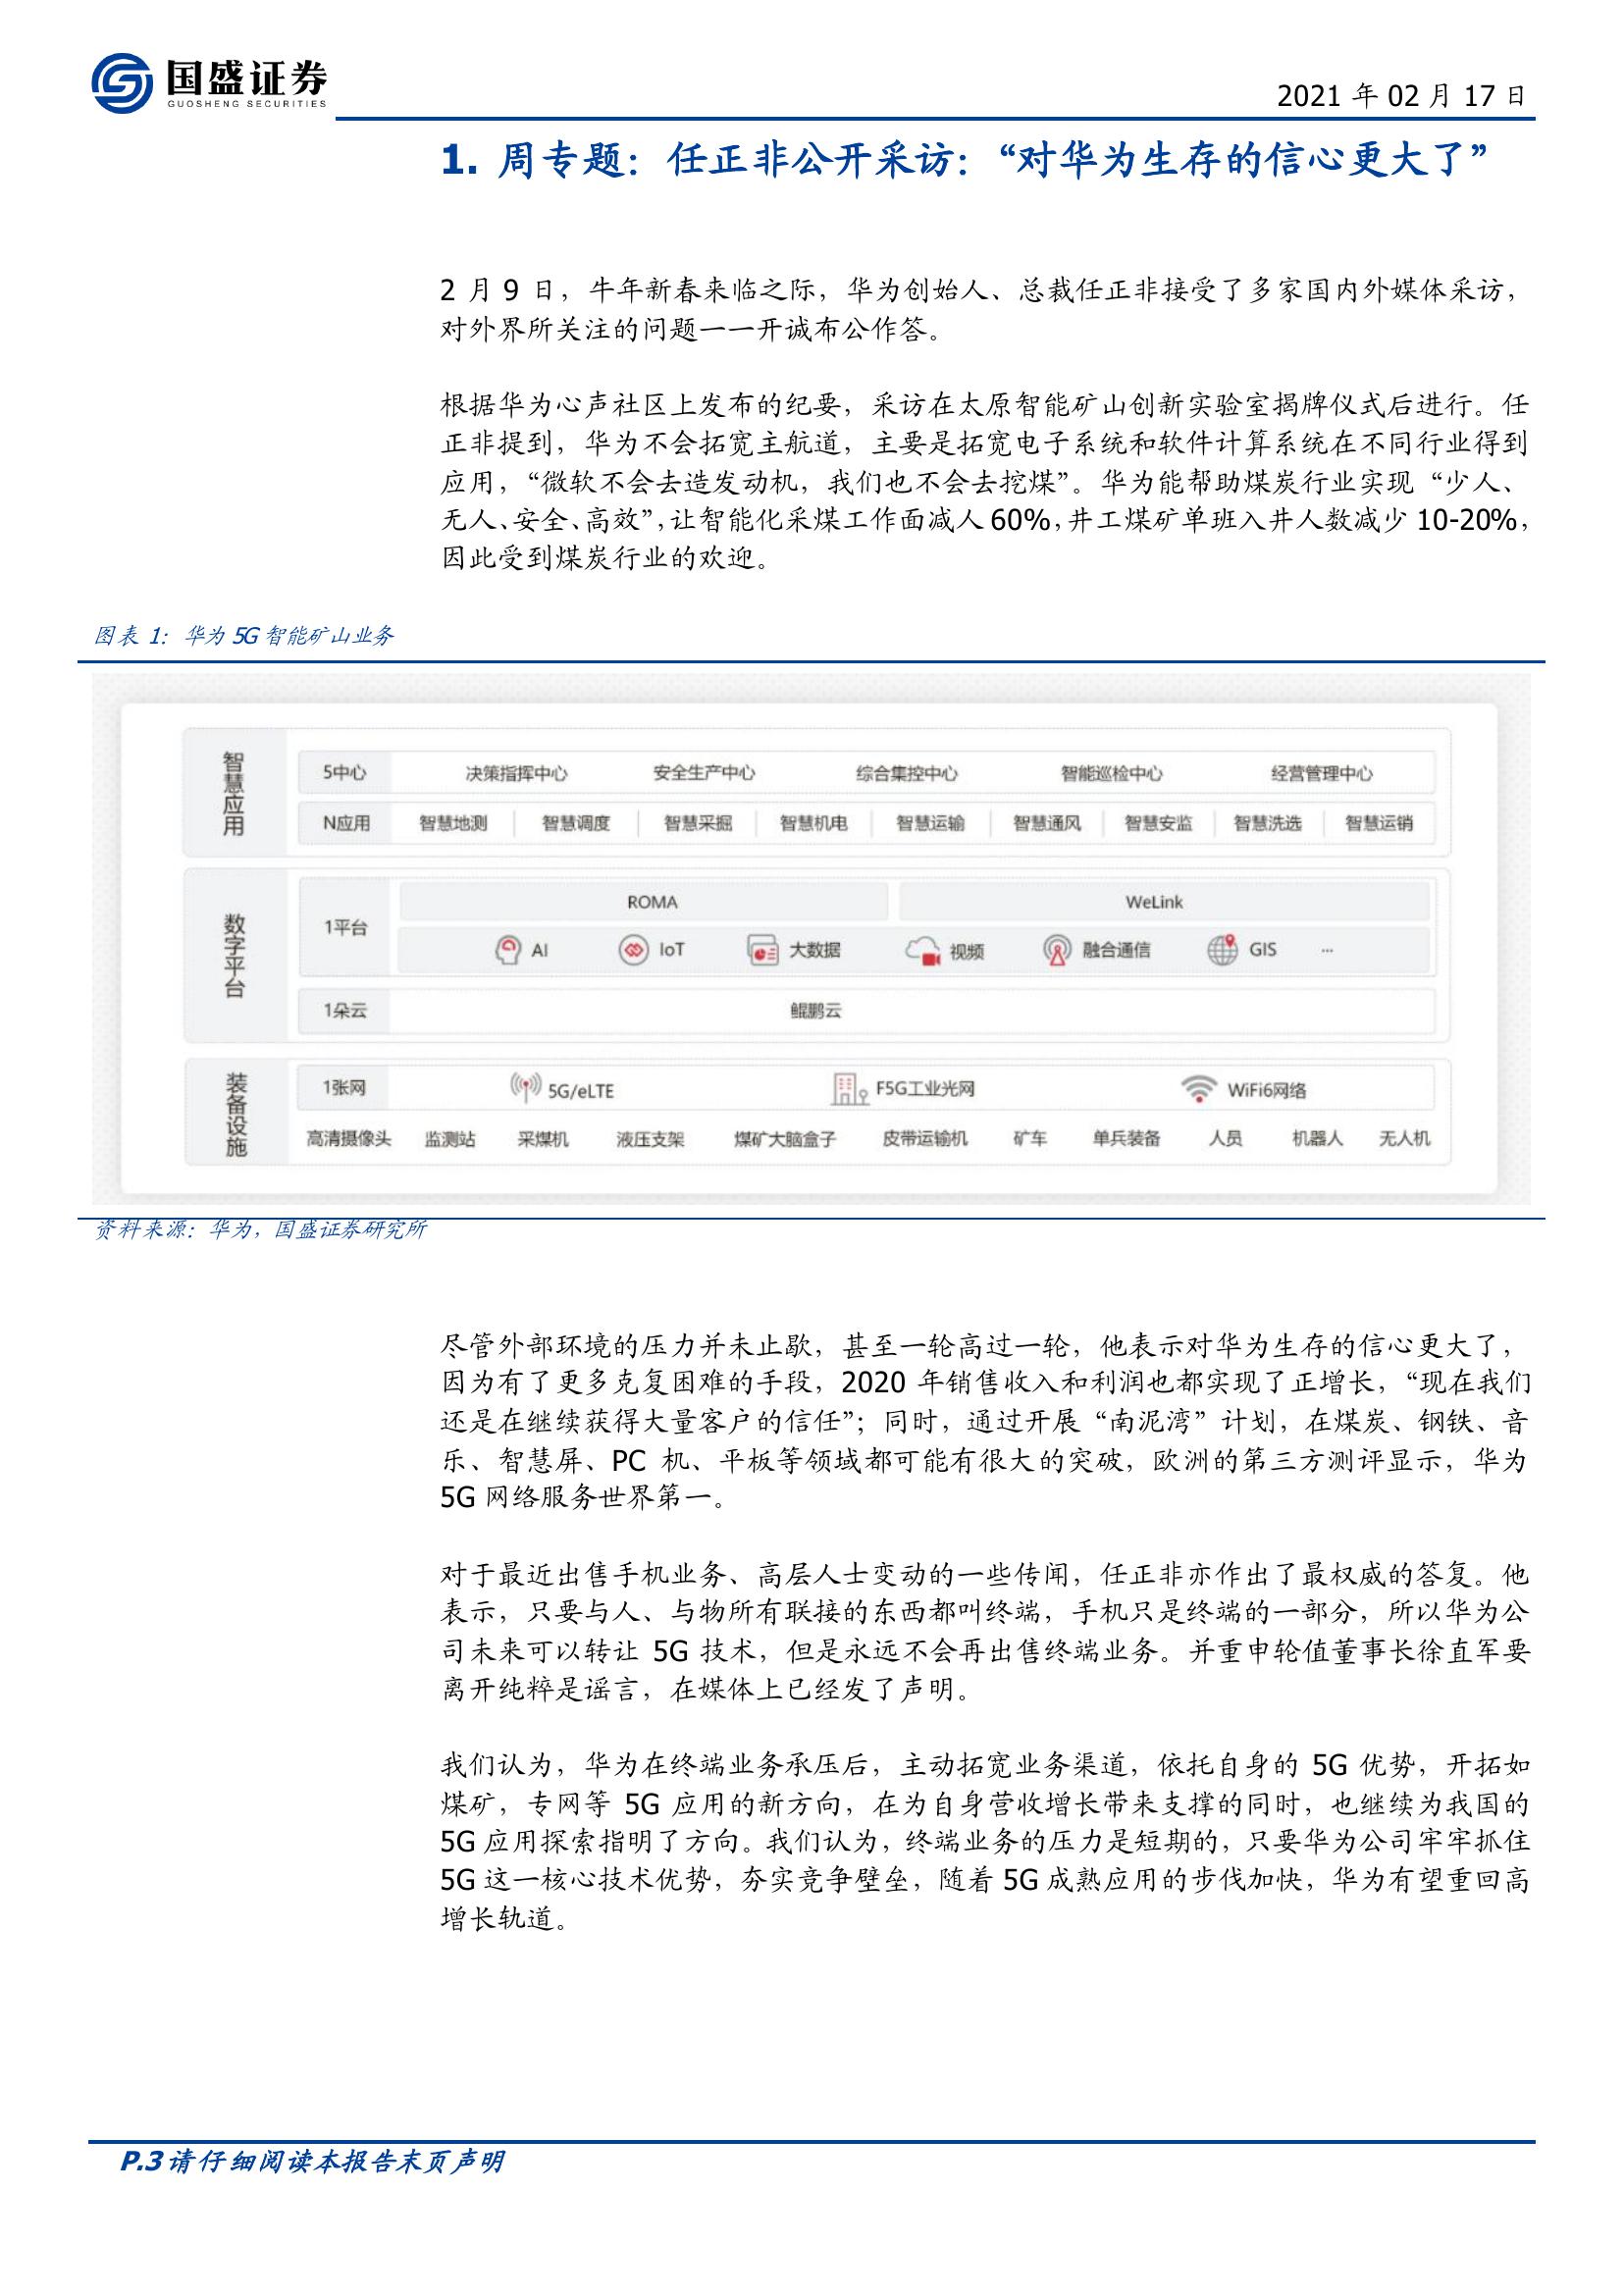 国盛证券
GUOSHENG SECURITIES
2021 年 02 月 17 日
1. 周专题：任正非公开采访：“对华为生存的信心更大了”
2 月 9 日，牛年新春来临之际，华为创始人、总裁任正非接受了多家国内外媒体采访，
对外界所关注的问题一一开诚布公作答。
根据华为心声社区上发布的纪要，采访在太原智能矿山创新实验室揭牌仪式后进行。任
正非提到，华为不会拓宽主航道，主要是拓宽电子系统和软件计算系统在不同行业得到
应用，“微软不会去造发动机，我们也不会去挖煤”。华为能帮助煤炭行业实现“少人、
无人、安全、高效”，让智能化采煤工作面减人 60%，井工煤矿单班入井人数减少 10-20%，
因此受到煤炭行业的欢迎。
图表 1：华为 5G 智能矿山业务
智慧应用
5中心 决策指挥中心 安全生产中心 综合集控中心 智能巡检中心 经营管理中心
N应用 智慧地测 智慧调度 智慧采掘 智慧机电 智慧运输 智慧通风 智慧安监 智慧洗选 智慧运销
数字平台
1平台
ROMA WeLink
AI IoT 大数据 视频 融合通信 GIS ...
1朵云 鲲鹏云
装备设施
1张网 5G/eLTE F5G工业光网 WiFi6网络
高清摄像头 监测站 采煤机 液压支架 煤矿大脑盒子 皮带运输机 矿车 单兵装备 人员 机器人 无人机
资料来源：华为，国盛证券研究所
尽管外部环境的压力并未止歇，甚至一轮高过一轮，他表示对华为生存的信心更大了，
因为有了更多克复困难的手段，2020 年销售收入和利润也都实现了正增长，“现在我们
还是在继续获得大量客户的信任”；同时，通过开展“南泥湾”计划，在煤炭、钢铁、音
乐、智慧屏、PC 机、平板等领域都可能有很大的突破，欧洲的第三方测评显示，华为
5G 网络服务世界第一。
对于最近出售手机业务、高层人士变动的一些传闻，任正非亦作出了最权威的答复。他
表示，只要与人、与物所有联接的东西都叫终端，手机只是终端的一部分，所以华为公
司未来可以转让 5G 技术，但是永远不会再出售终端业务。并重申轮值董事长徐直军要
离开纯粹是谣言，在媒体上已经发了声明。
我们认为，华为在终端业务承压后，主动拓宽业务渠道，依托自身的 5G 优势，开拓如
煤矿，专网等 5G 应用的新方向，在为自身营收增长带来支撑的同时，也继续为我国的
5G 应用探索指明了方向。我们认为，终端业务的压力是短期的，只要华为公司牢牢抓住
5G 这一核心技术优势，夯实竞争壁垒，随着 5G 成熟应用的步伐加快，华为有望重回高
增长轨道。
P.3 请仔细阅读本报告末页声明